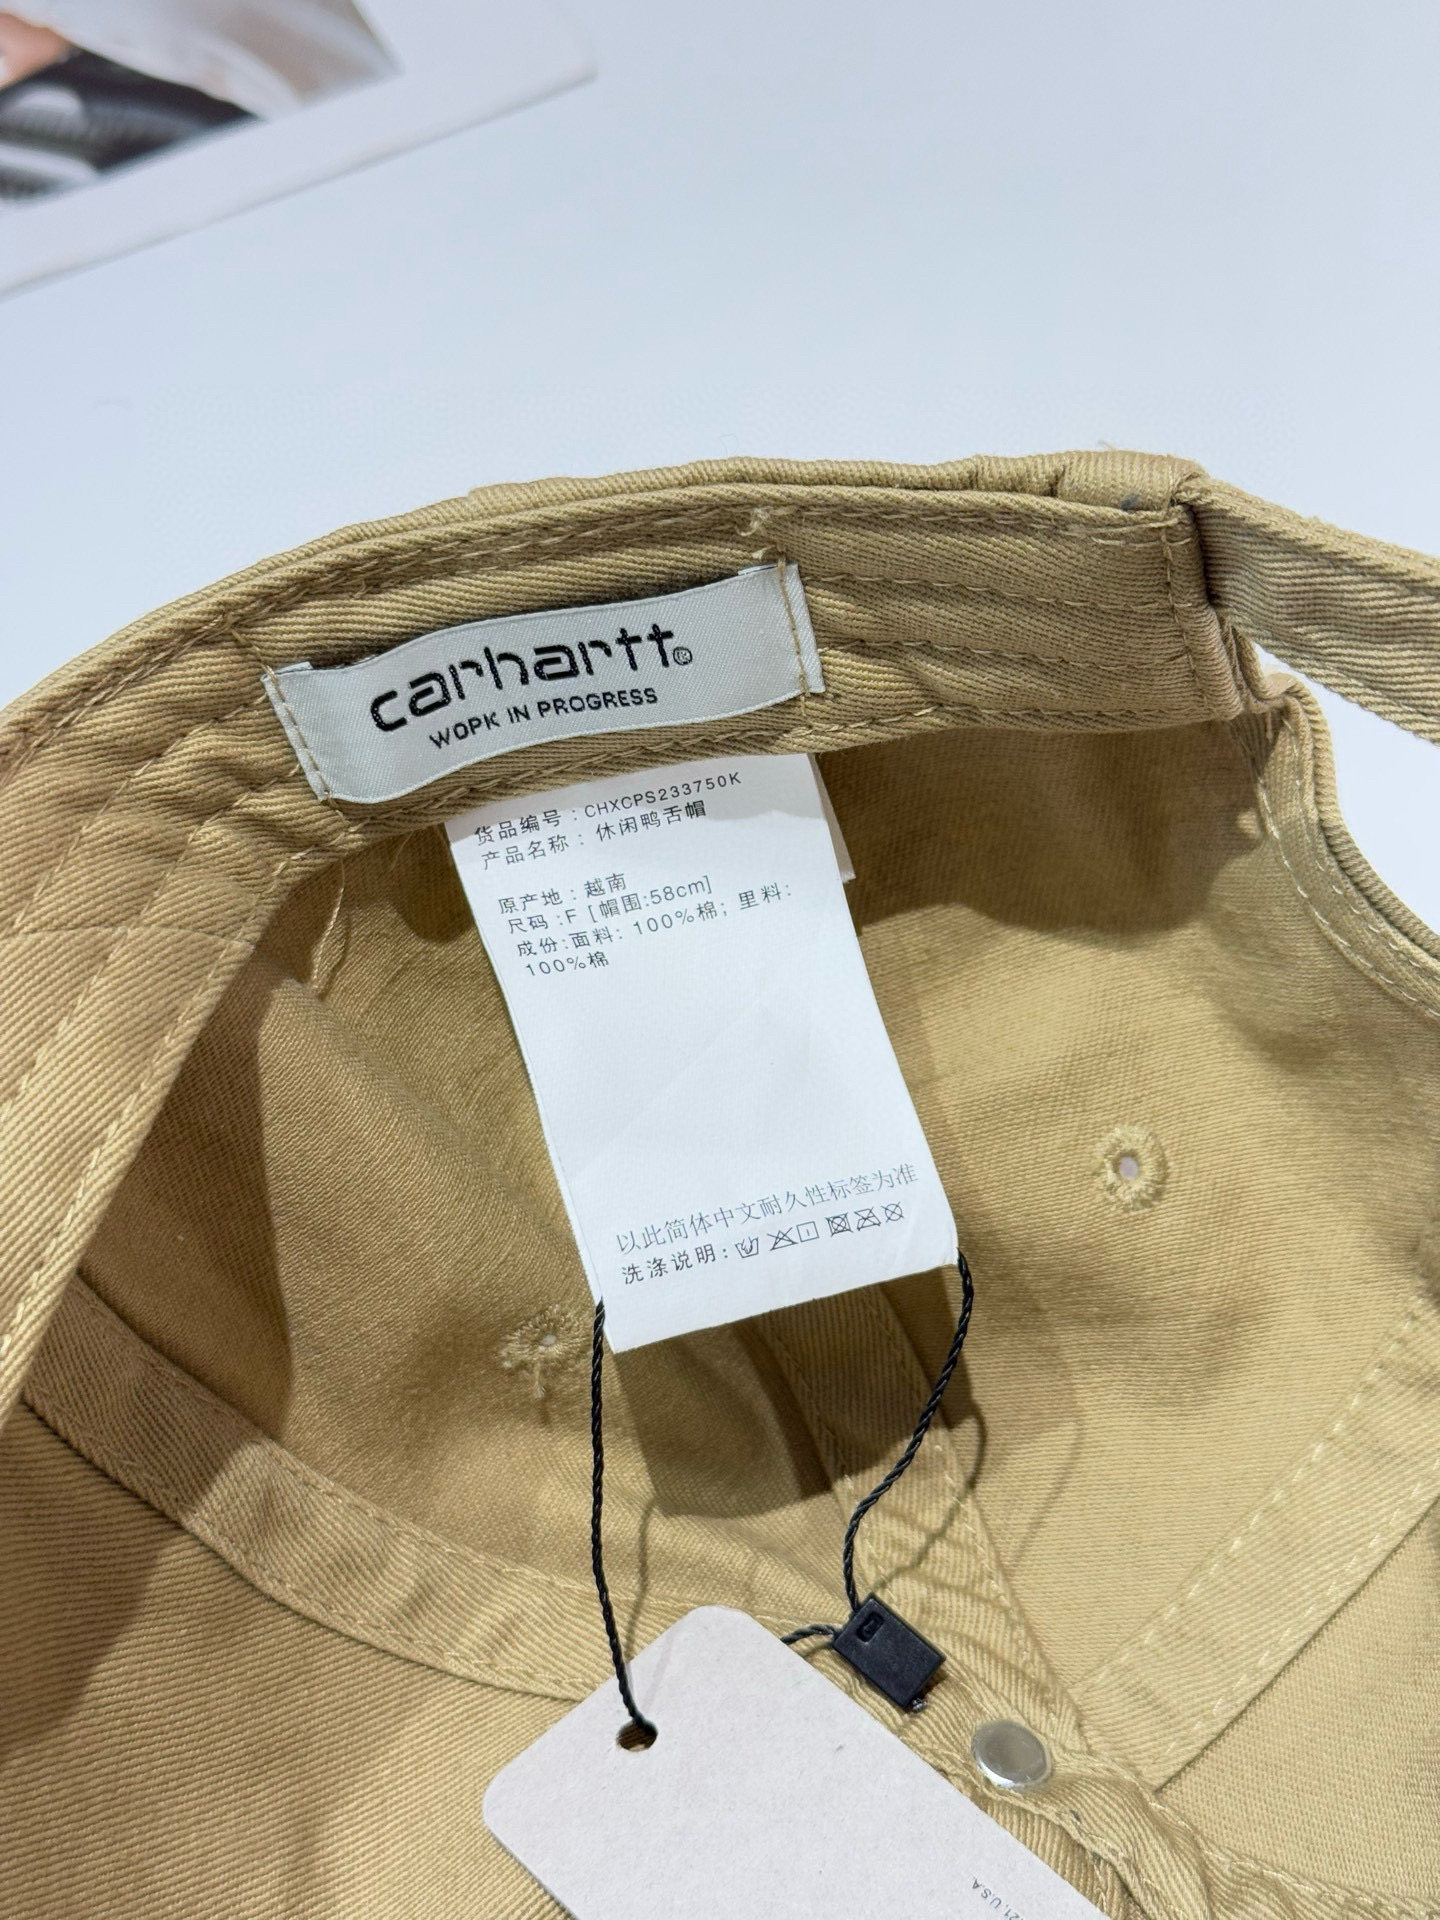 carhartt®
WOPK IN PROGRESS
货品编号：CHXCPS233750K
产品名称：休闲鸭舌帽
原产地：越南
尺码：F [帽围:58cm]
成份:面料：100%棉；里料：
100%棉
以此简体中文耐久性标签为准
洗涤说明：
21.USA